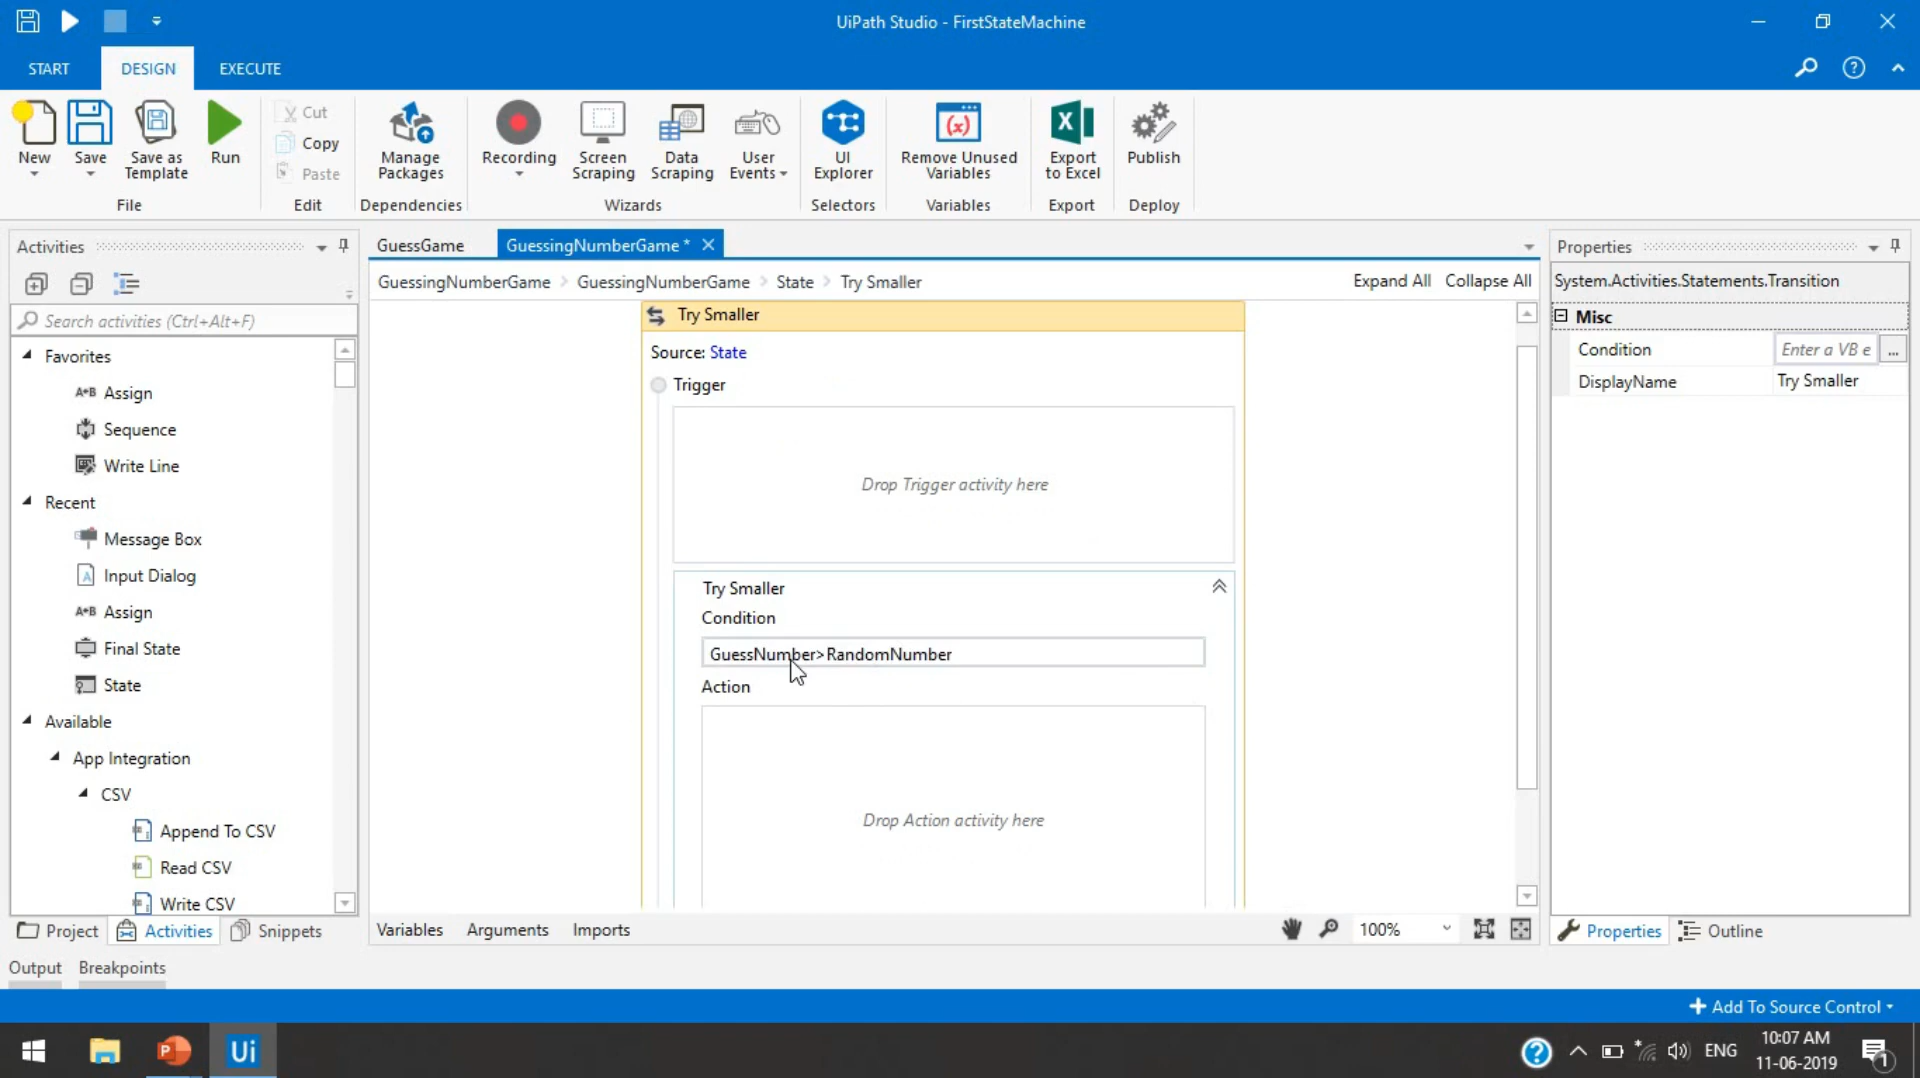 UiPath Studio - FirstStateMachine
START
DESIGN
EXECUTE
New
Save
Save as Template
Run
Cut
Copy
Paste
Manage Packages
Recording
Screen Scraping
Data Scraping
User Events
UI Explorer
Remove Unused Variables
Export to Excel
Publish
File
Edit
Dependencies
Wizards
Selectors
Variables
Export
Deploy
Activities
Search activities (Ctrl+Alt+F)
Favorites
A+B Assign
Sequence
Write Line
Recent
Message Box
Input Dialog
A+B Assign
Final State
State
Available
App Integration
CSV
Append To CSV
Read CSV
Write CSV
Project
Activities
Snippets
GuessGame
GuessingNumberGame *
GuessingNumberGame > GuessingNumberGame > State > Try Smaller
Expand All
Collapse All
Try Smaller
Source: State
Trigger
Drop Trigger activity here
Try Smaller
Condition
GuessNumber>RandomNumber
Action
Drop Action activity here
Variables
Arguments
Imports
100%
Properties
System.Activities.Statements.Transition
Misc
Condition
Enter a VB e
...
DisplayName
Try Smaller
Properties
Outline
Output
Breakpoints
Add To Source Control
Ui
ENG
10:07 AM
11-06-2019
1